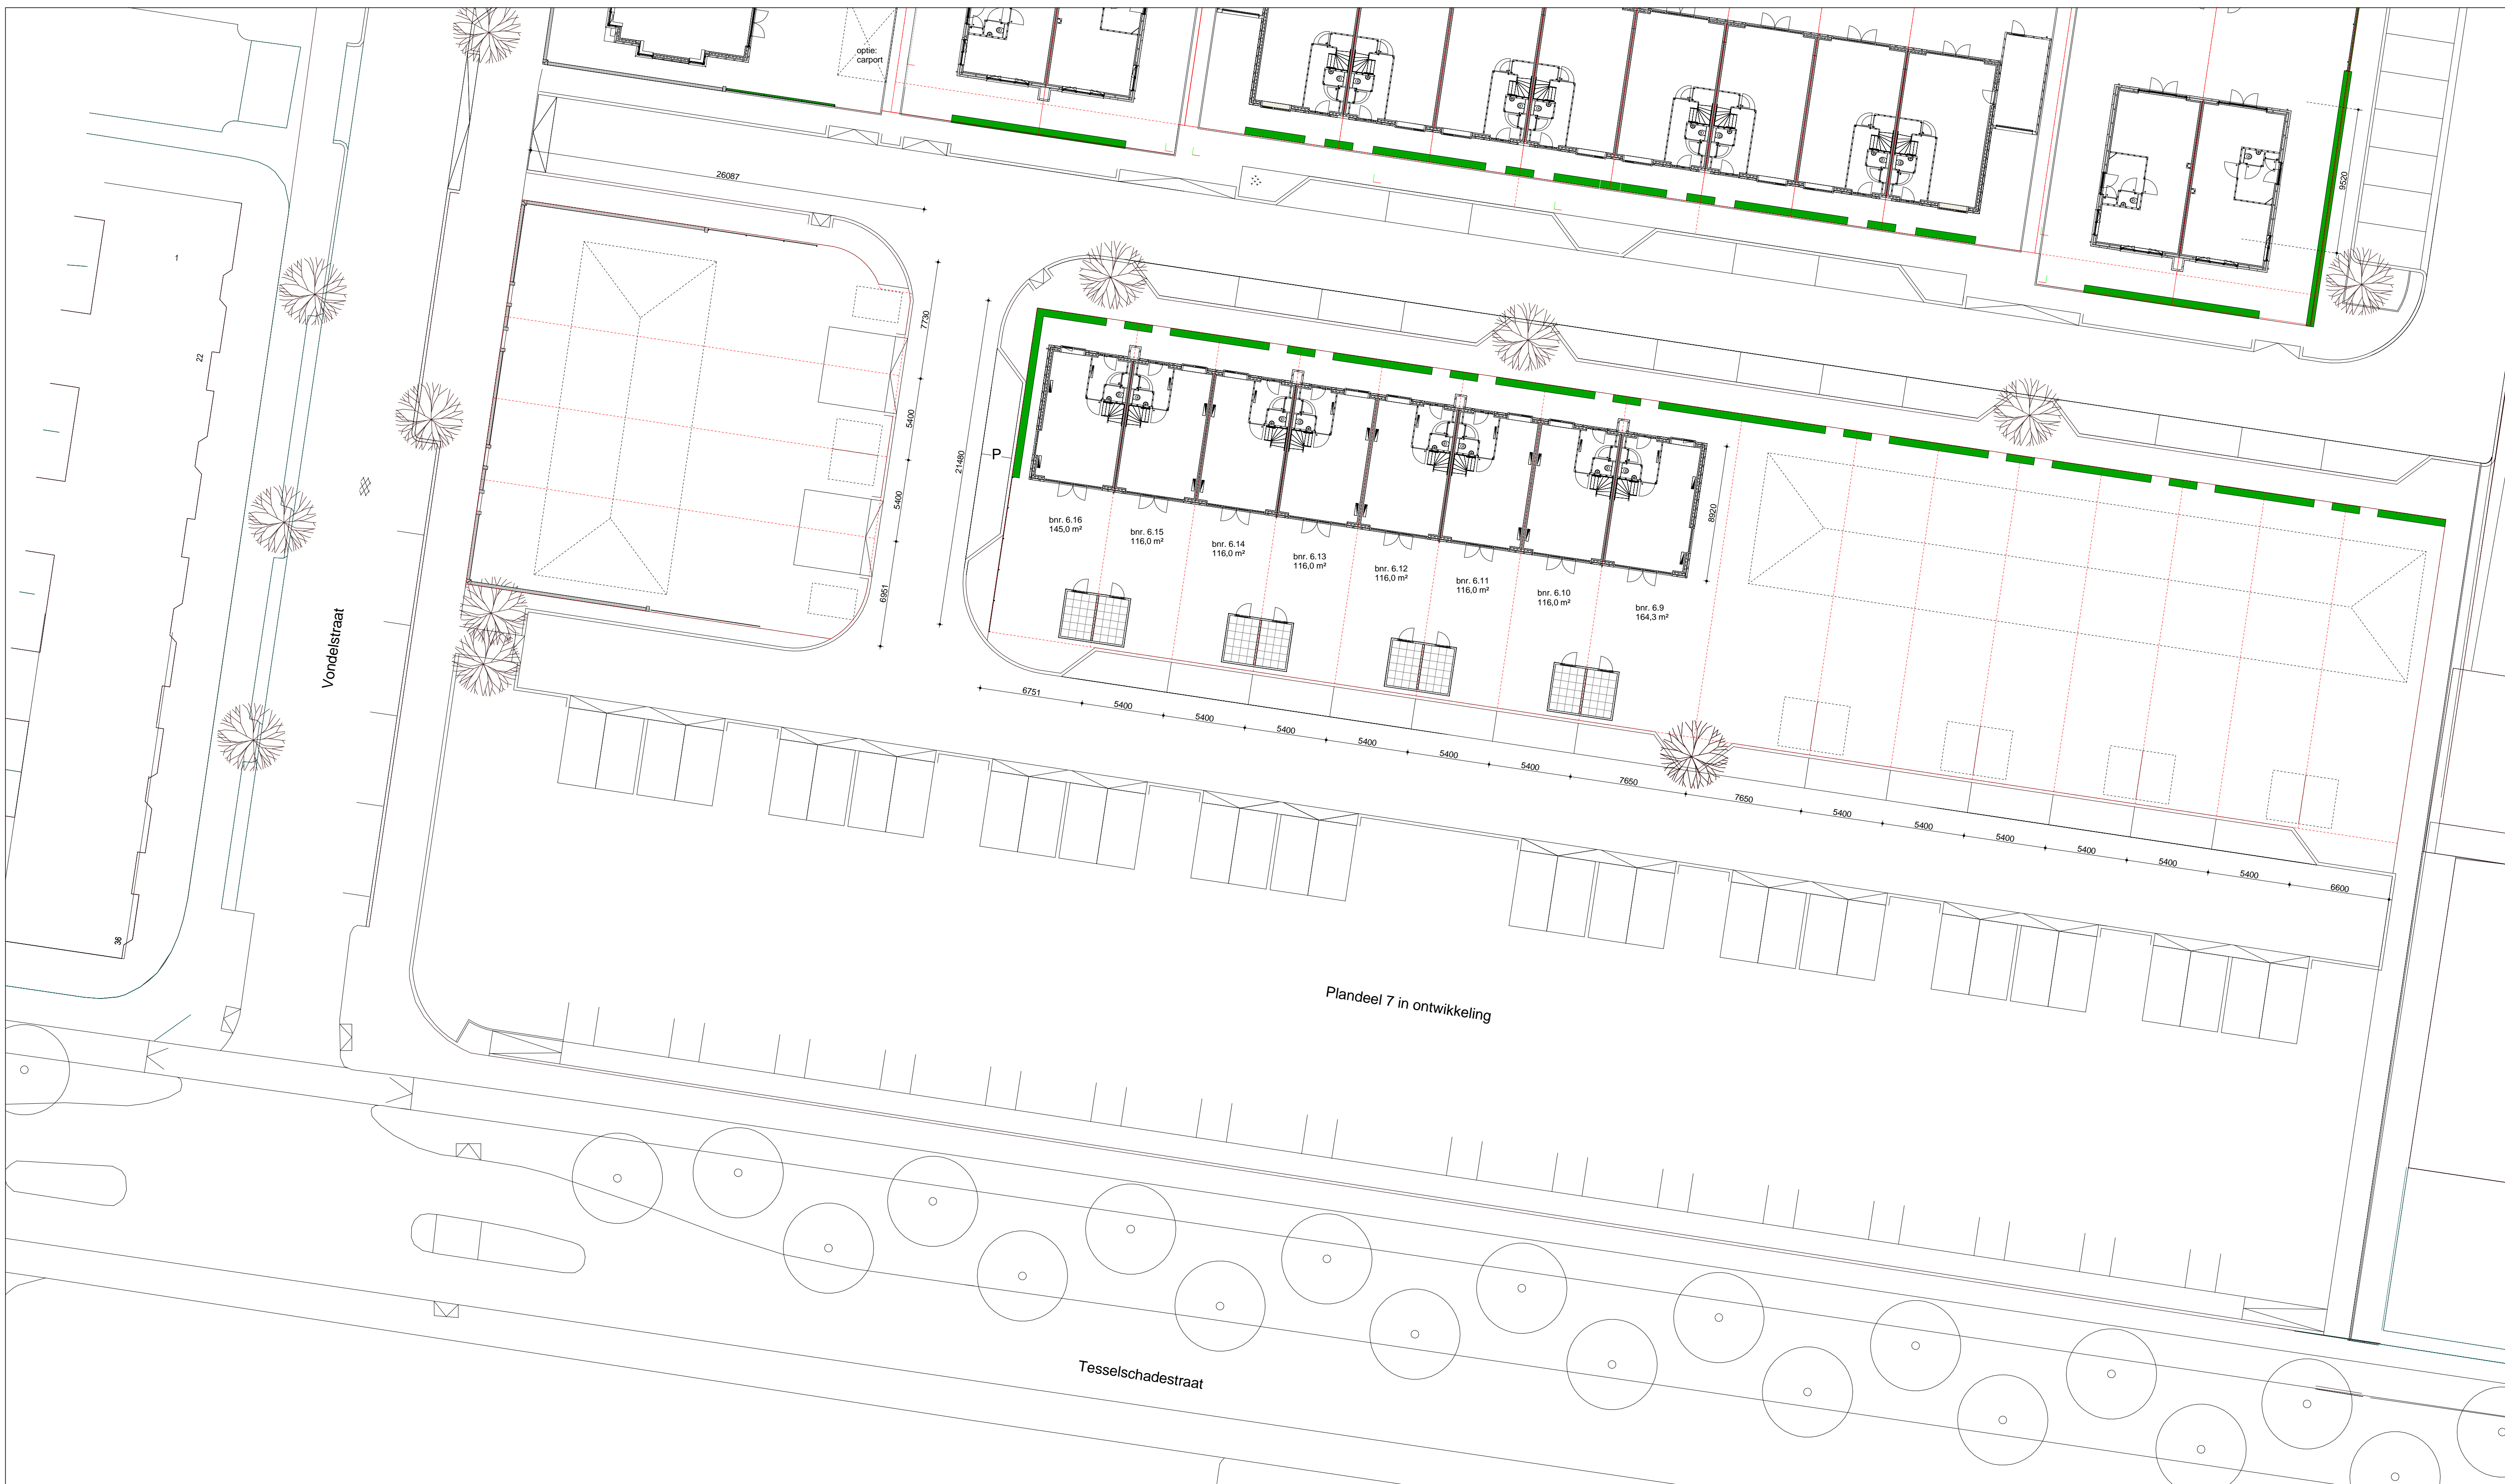 optie:
carport
26087
9520
1
22
7730
5400
5400
6951
21480
P
8920
bnr. 6.16
145,0 m²
bnr. 6.15
116,0 m²
bnr. 6.14
116,0 m²
bnr. 6.13
116,0 m²
bnr. 6.12
116,0 m²
bnr. 6.11
116,0 m²
bnr. 6.10
116,0 m²
bnr. 6.9
164,3 m²
Vondelstraat
6751
5400
5400
5400
5400
5400
5400
7650
7650
5400
5400
5400
5400
5400
5400
6600
36
Plandeel 7 in ontwikkeling
Tesselschadestraat